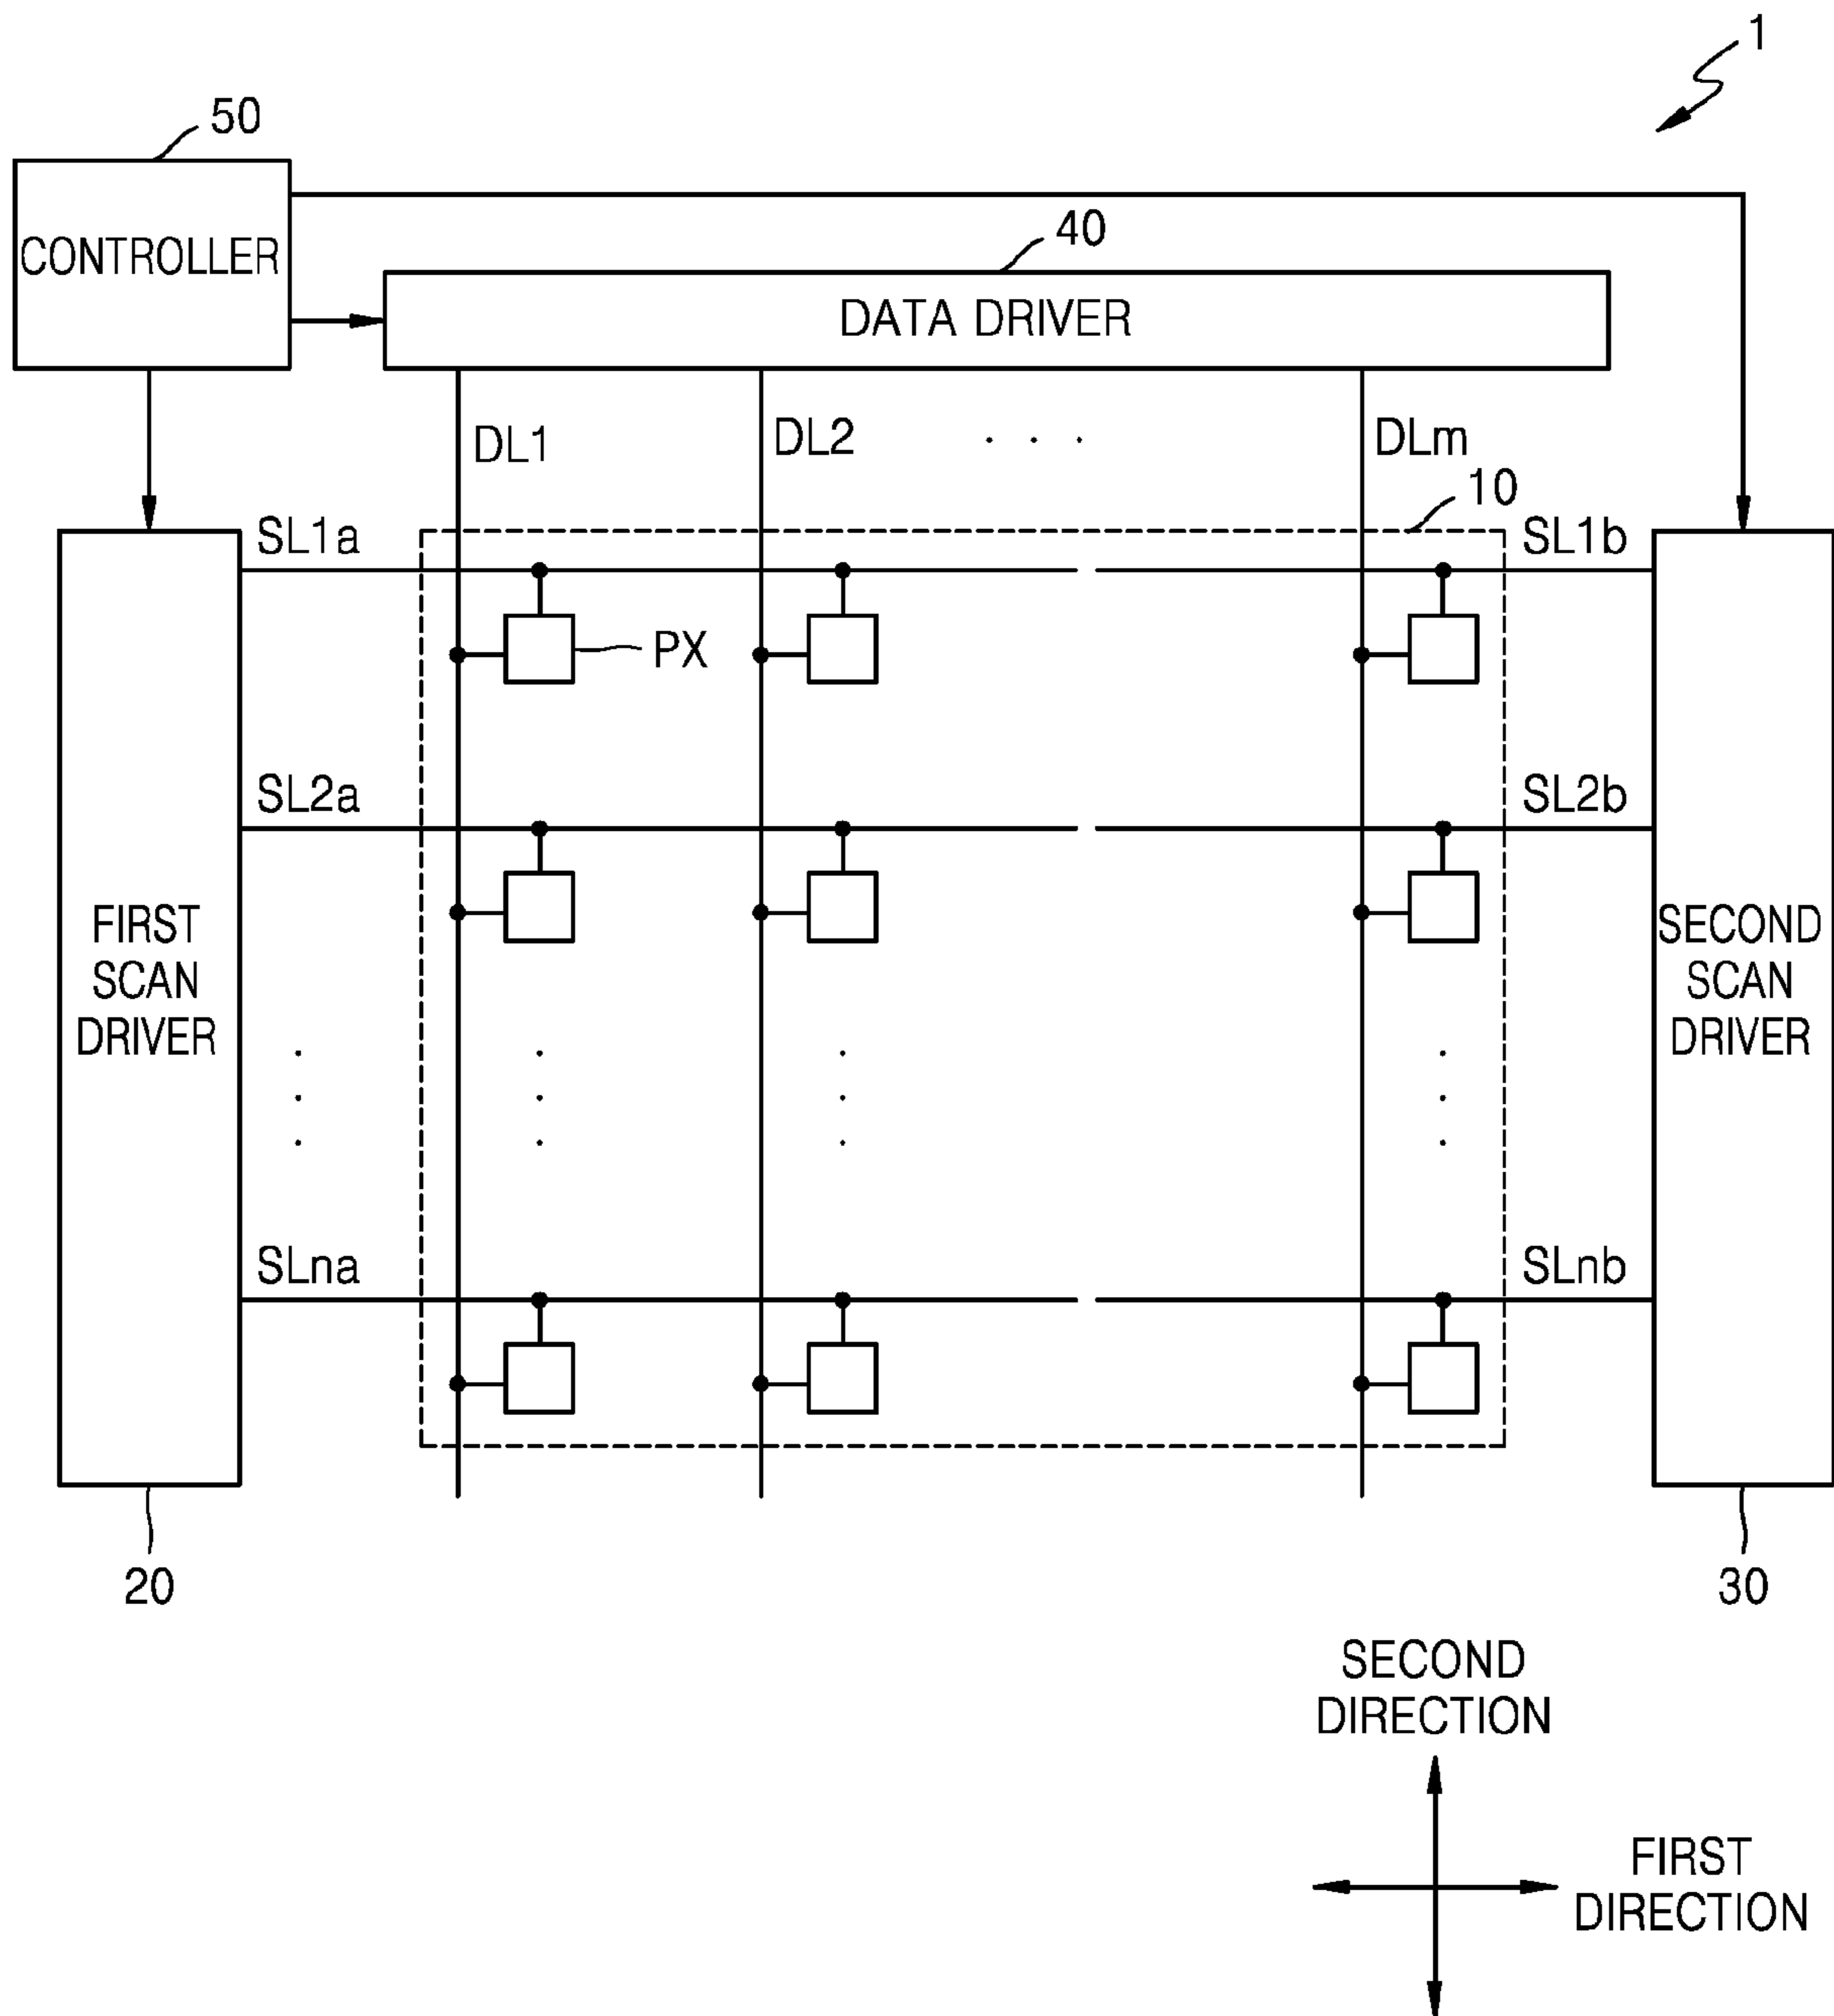 1
50
CONTROLLER
40
DATA DRIVER
DL1
DL2
. . .
DLm
10
SL1a
SL1b
PX
SL2a
SL2b
FIRST
SCAN
DRIVER
SECOND
SCAN
DRIVER
SLna
SLnb
20
30
SECOND
DIRECTION
FIRST
DIRECTION